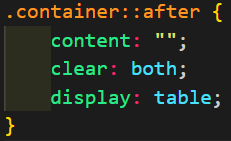 .container::after {
    content: "";
    clear: both;
    display: table;
}